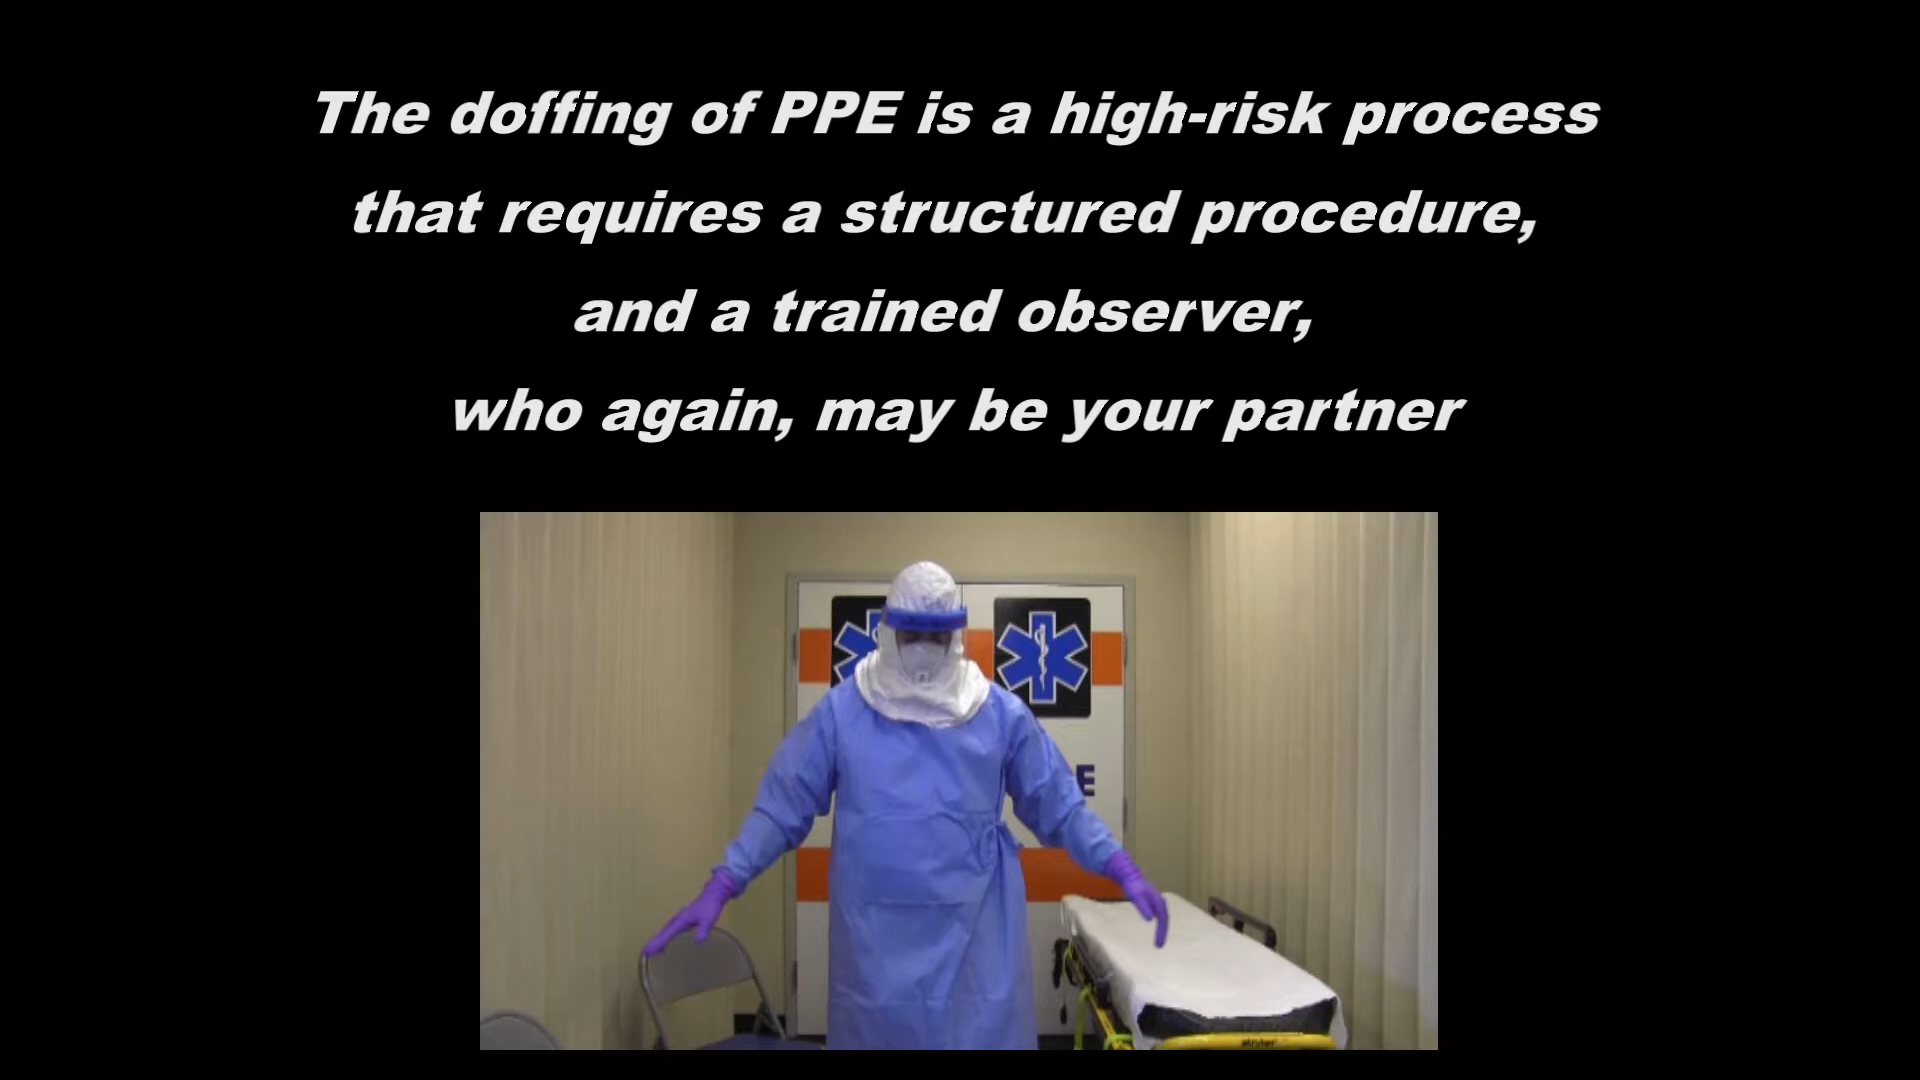 The doffing of PPE is a high-risk process
that requires a structured procedure,
and a trained observer,
who again, may be your partner
E
stryker